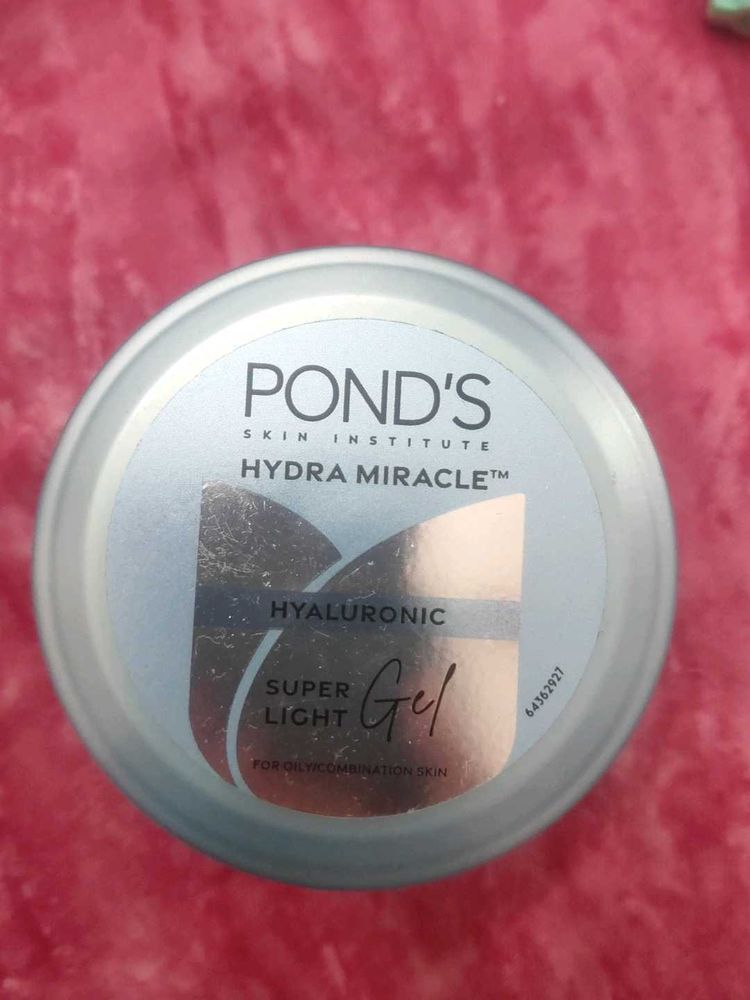 POND'S
SKIN INSTITUTE
HYDRA MIRACLE™
HYALURONIC
SUPER
LIGHT Gel
FOR OILY/COMBINATION SKIN
64362927